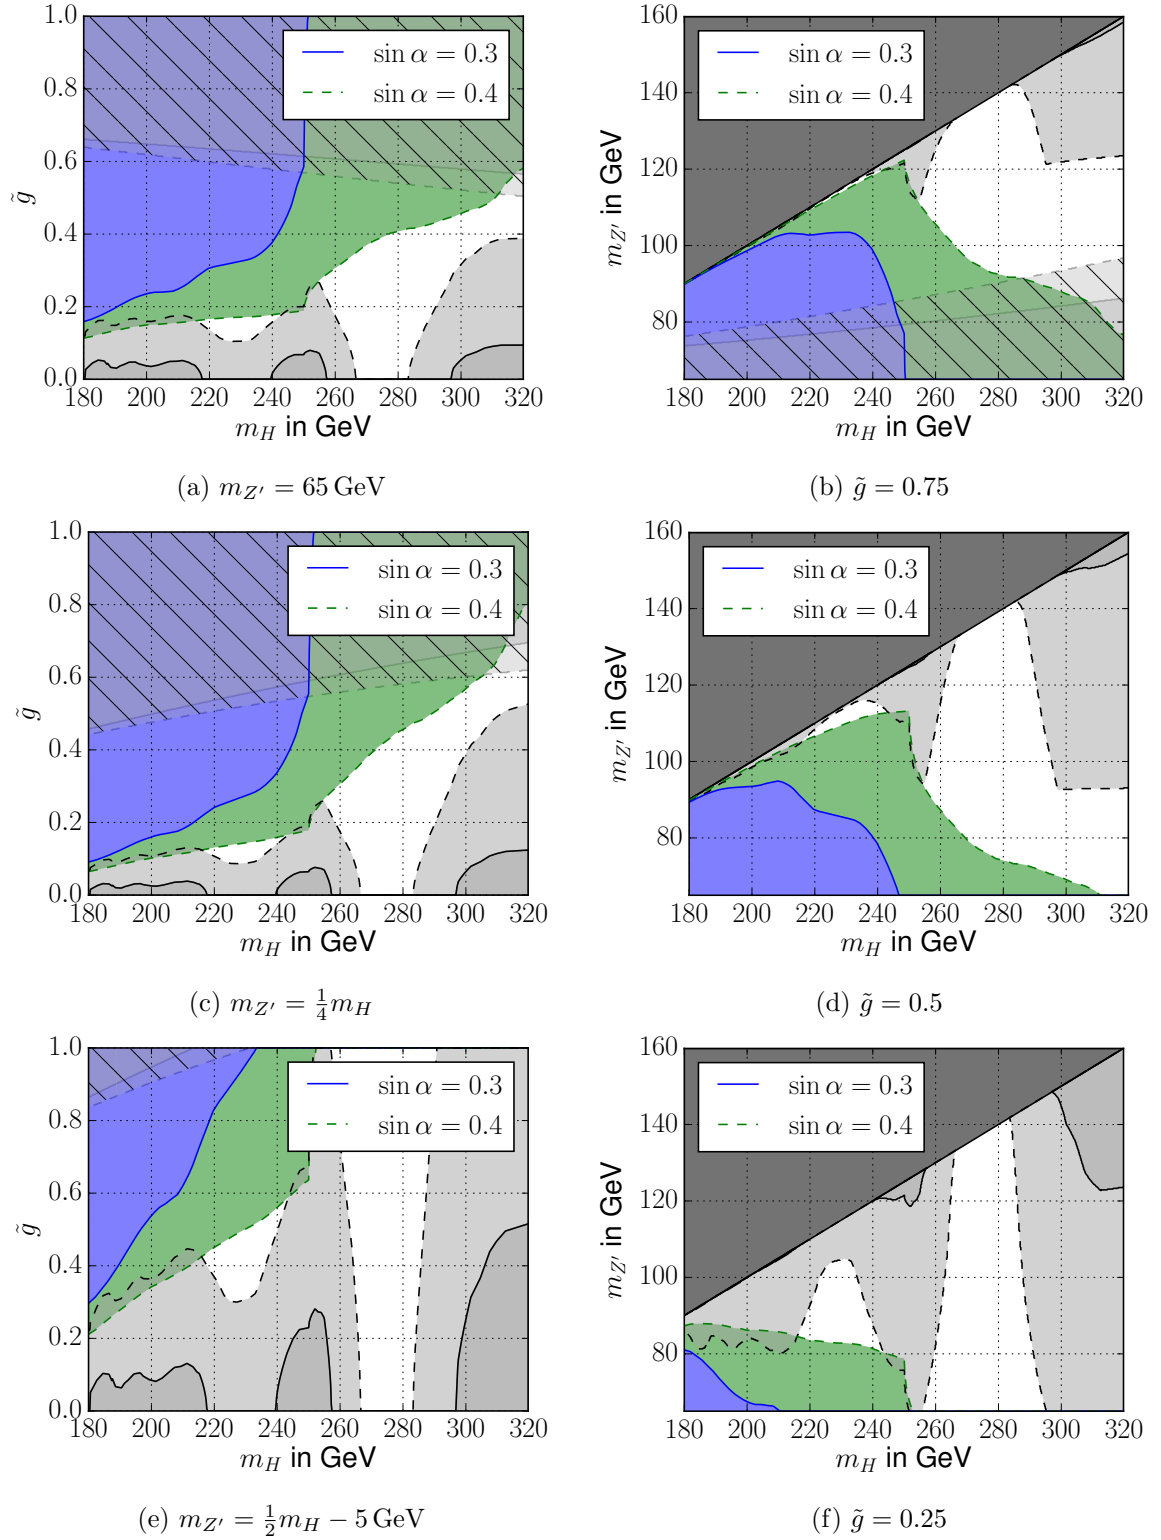 1.0
0.8
0.6
0.4
0.2
0.0
g̃
sin α = 0.3
sin α = 0.4
180 200 220 240 260 280 300 320
m_H in GeV
(a) m_{Z'} = 65 GeV
160
140
120
100
80
m_{Z'} in GeV
sin α = 0.3
sin α = 0.4
180 200 220 240 260 280 300 320
m_H in GeV
(b) g̃ = 0.75
1.0
0.8
0.6
0.4
0.2
0.0
g̃
sin α = 0.3
sin α = 0.4
180 200 220 240 260 280 300 320
m_H in GeV
(c) m_{Z'} = 1/4 m_H
160
140
120
100
80
m_{Z'} in GeV
sin α = 0.3
sin α = 0.4
180 200 220 240 260 280 300 320
m_H in GeV
(d) g̃ = 0.5
1.0
0.8
0.6
0.4
0.2
0.0
g̃
sin α = 0.3
sin α = 0.4
180 200 220 240 260 280 300 320
m_H in GeV
(e) m_{Z'} = 1/2 m_H − 5 GeV
160
140
120
100
80
m_{Z'} in GeV
sin α = 0.3
sin α = 0.4
180 200 220 240 260 280 300 320
m_H in GeV
(f) g̃ = 0.25